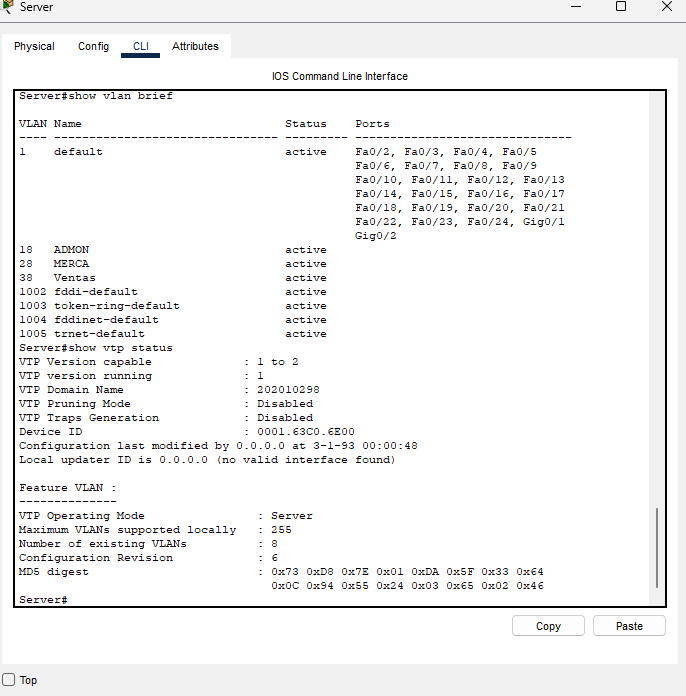 Server
Physical Config CLI Attributes
IOS Command Line Interface
Server#show vlan brief
VLAN Name Status Ports
---- -------------------------------- --------- -------------------------------
1 default active Fa0/2, Fa0/3, Fa0/4, Fa0/5
Fa0/6, Fa0/7, Fa0/8, Fa0/9
Fa0/10, Fa0/11, Fa0/12, Fa0/13
Fa0/14, Fa0/15, Fa0/16, Fa0/17
Fa0/18, Fa0/19, Fa0/20, Fa0/21
Fa0/22, Fa0/23, Fa0/24, Gig0/1
Gig0/2
18 ADMON active
28 MERCA active
38 Ventas active
1002 fddi-default active
1003 token-ring-default active
1004 fddinet-default active
1005 trnet-default active
Server#show vtp status
VTP Version capable : 1 to 2
VTP version running : 1
VTP Domain Name : 202010298
VTP Pruning Mode : Disabled
VTP Traps Generation : Disabled
Device ID : 0001.63C0.6E00
Configuration last modified by 0.0.0.0 at 3-1-93 00:00:48
Local updater ID is 0.0.0.0 (no valid interface found)
Feature VLAN :
--------------
VTP Operating Mode : Server
Maximum VLANs supported locally : 255
Number of existing VLANs : 8
Configuration Revision : 6
MD5 digest : 0x73 0xD8 0x7E 0x01 0xDA 0x5F 0x33 0x64
0x0C 0x94 0x55 0x24 0x03 0x65 0x02 0x46
Server#
Copy Paste
Top